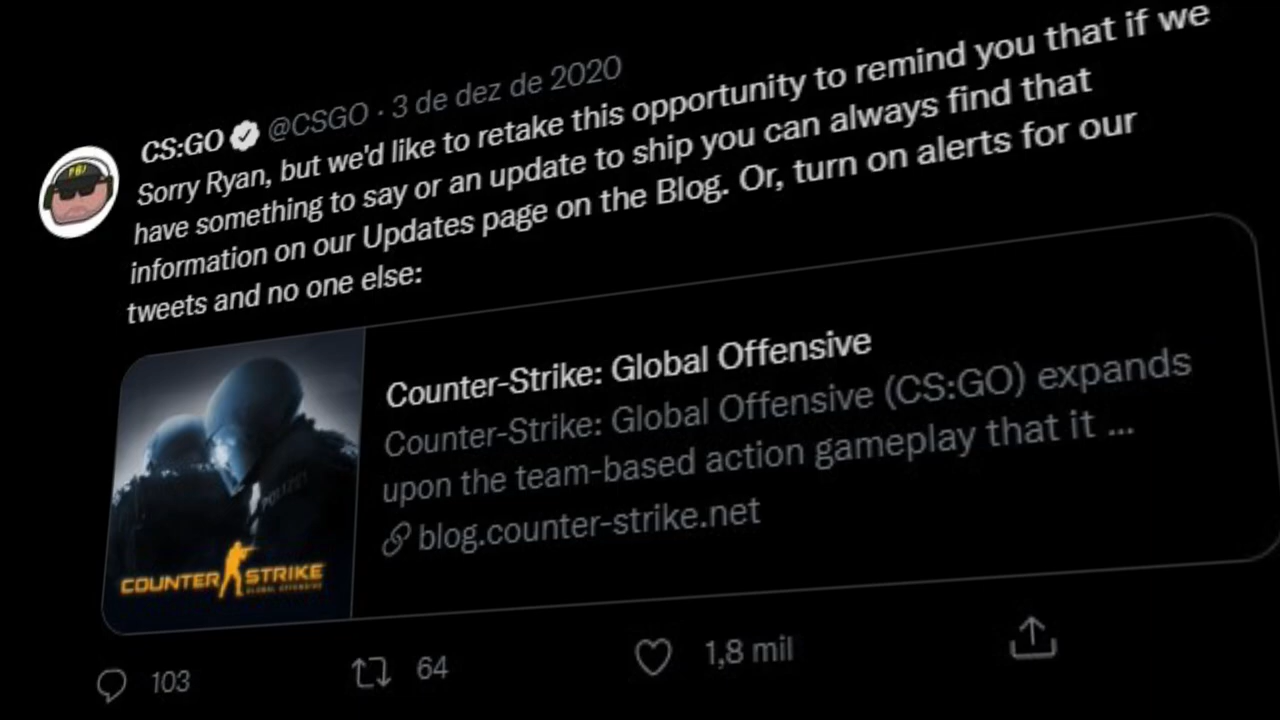 CS:GO @CSGO · 3 de dez de 2020
Sorry Ryan, but we'd like to retake this opportunity to remind you that if we
have something to say or an update to ship you can always find that
information on our Updates page on the Blog. Or, turn on alerts for our
tweets and no one else:
Counter-Strike: Global Offensive
Counter-Strike: Global Offensive (CS:GO) expands
upon the team-based action gameplay that it ...
blog.counter-strike.net
POLIZEI
COUNTER STRIKE
GLOBAL OFFENSIVE
103 64 1,8 mil